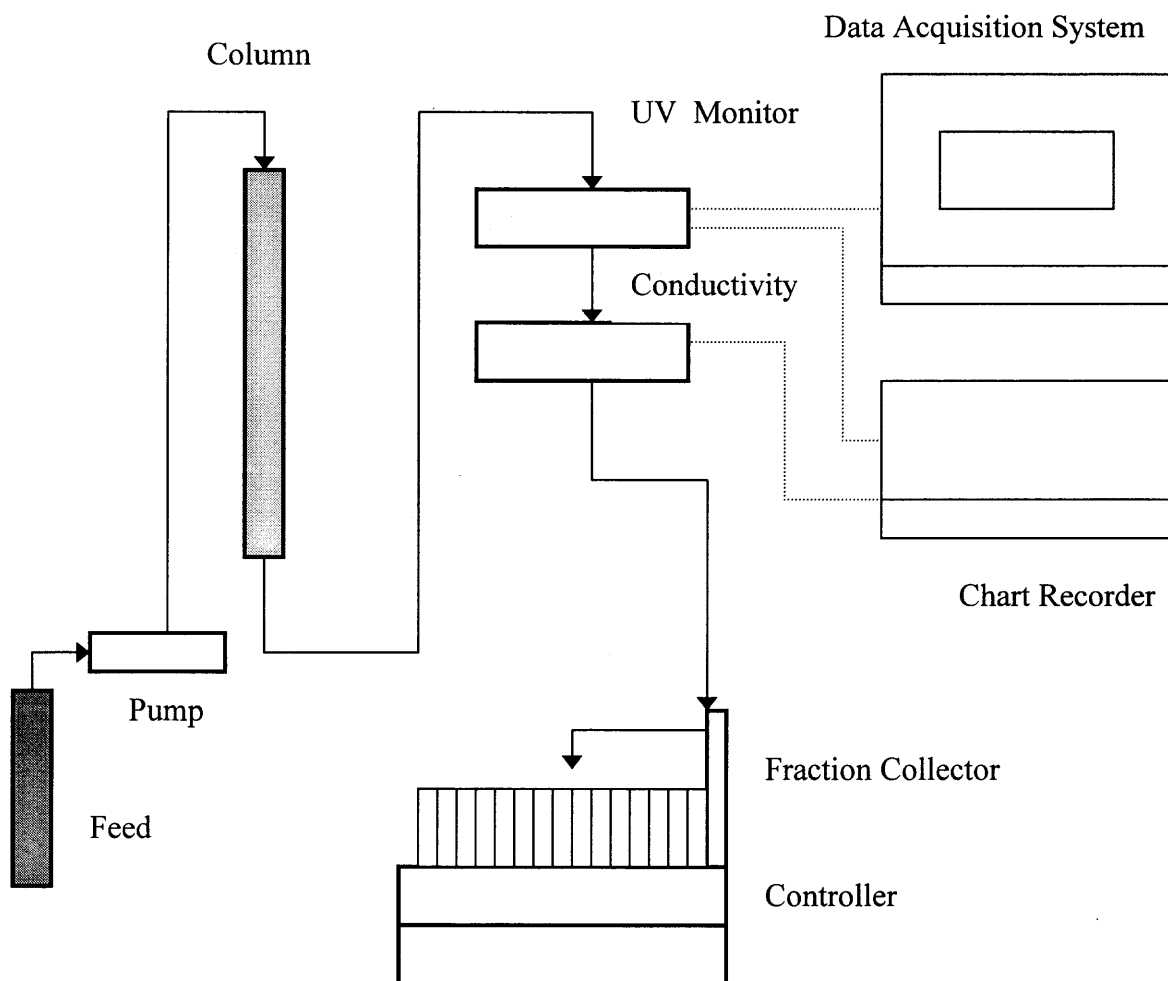 Data Acquisition System
Column
UV Monitor
Conductivity
Chart Recorder
Pump
Fraction Collector
Feed
Controller